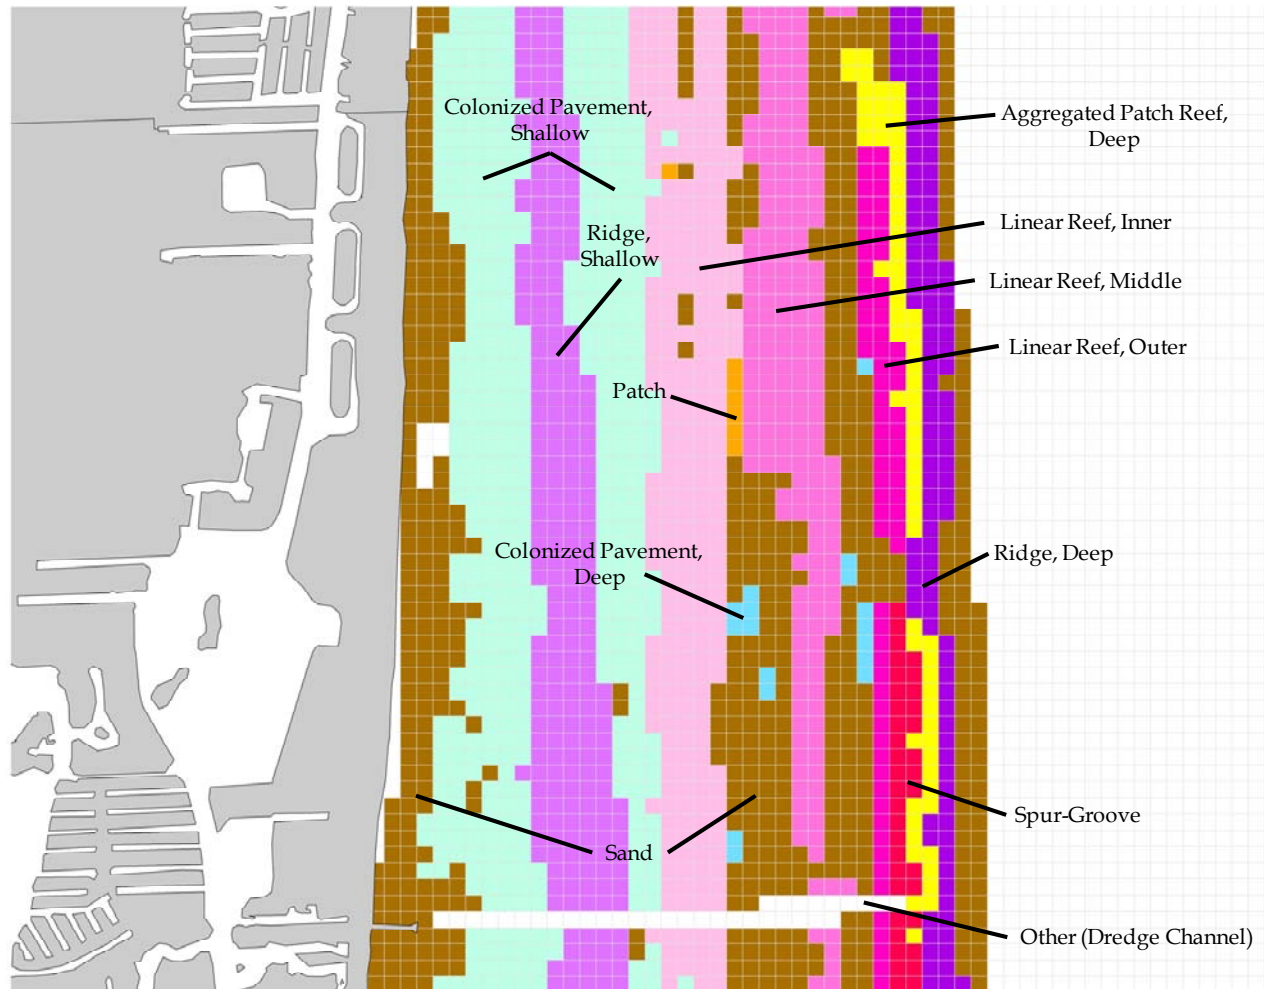 Colonized Pavement,
Shallow
Aggregated Patch Reef,
Deep
Linear Reef, Inner
Ridge,
Shallow
Linear Reef, Middle
Linear Reef, Outer
Patch
Colonized Pavement,
Deep
Ridge, Deep
Spur-Groove
Sand
Other (Dredge Channel)